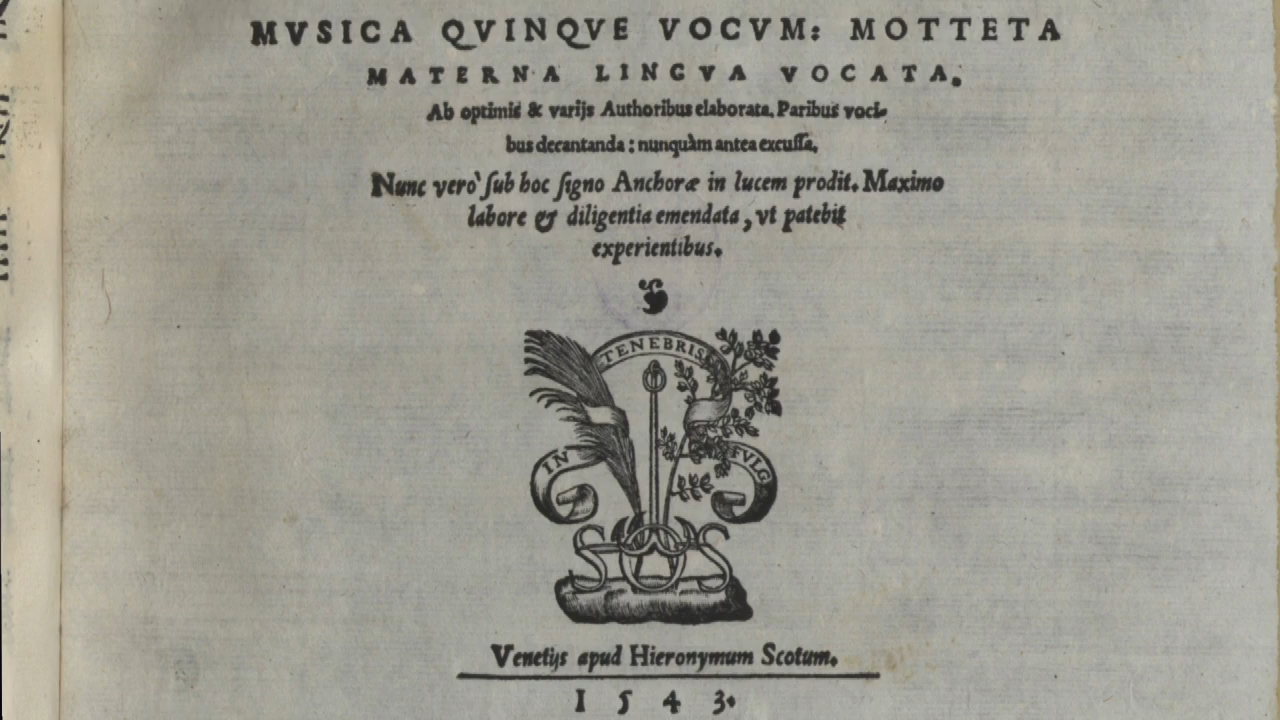 MVSICA QVINQVE VOCVM: MOTTETA
MATERNA LINGVA VOCATA.
Ab optimis & varijs Authoribus elaborata, Paribus voci-
bus decantanda: nunquàm antea excussa,
Nunc verò sub hoc signo Anchoræ in lucem prodit. Maximo
labore & diligentia emendata, vt patebit
experientibus.
IN TENEBRIS FVLG
SOS
Venetijs apud Hieronymum Scotum.
1543.